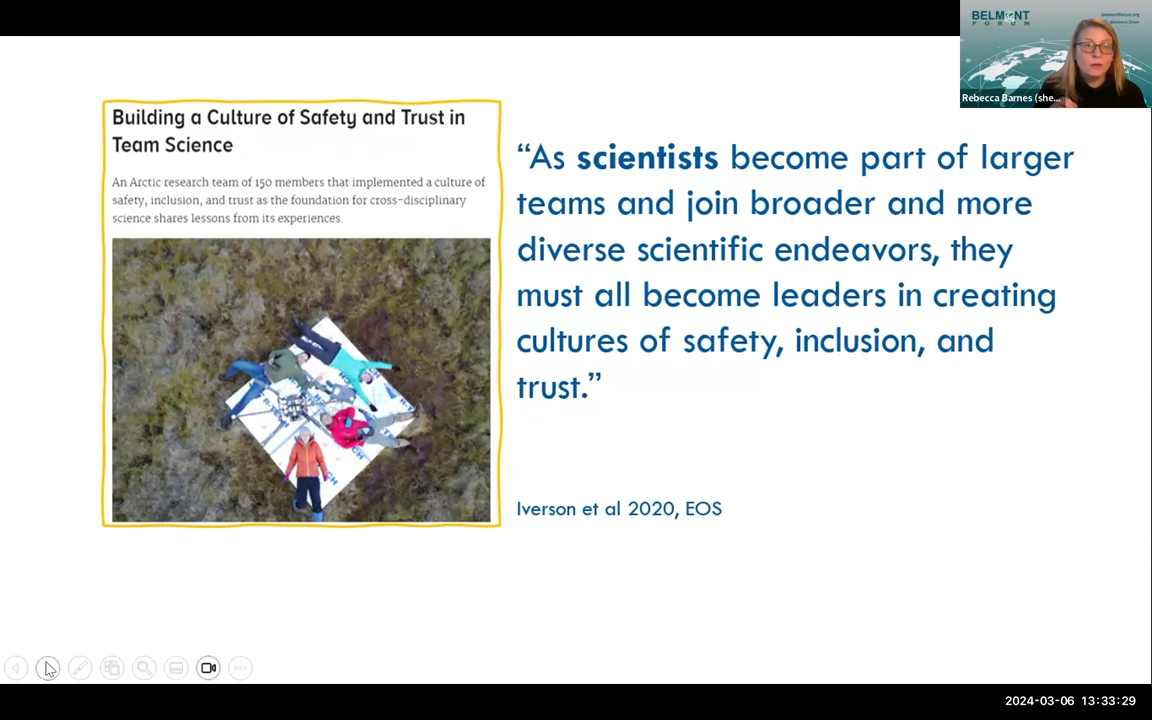 BELMONT
FORUM
belmontforum.org
Rebecca Barnes (she...
Building a Culture of Safety and Trust in
Team Science
An Arctic research team of 150 members that implemented a culture of
safety, inclusion, and trust as the foundation for cross-disciplinary
science shares lessons from its experiences.
“As scientists become part of larger
teams and join broader and more
diverse scientific endeavors, they
must all become leaders in creating
cultures of safety, inclusion, and
trust.”
Iverson et al 2020, EOS
2024-03-06 13:33:29